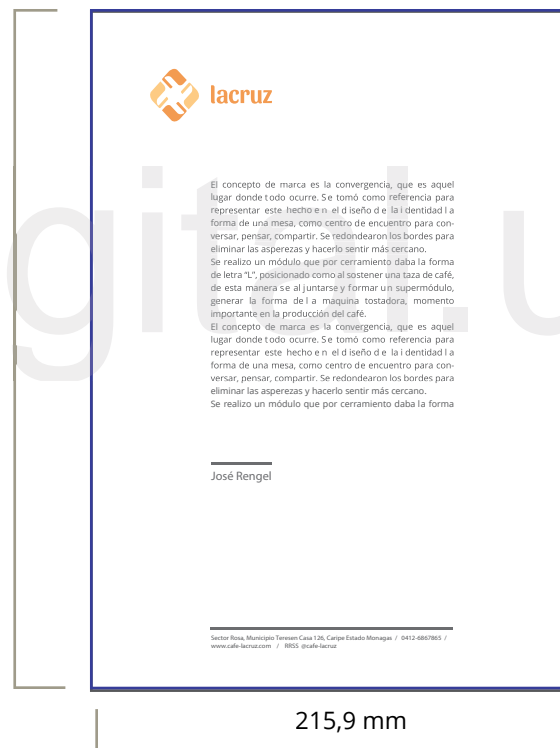 lacruz
El concepto de marca es la convergencia, que es aquel
lugar donde todo ocurre. Se tomó como referencia para
representar este hecho en el diseño de la identidad la
forma de una mesa, como centro de encuentro para con-
versar, pensar, compartir. Se redondearon los bordes para
eliminar las asperezas y hacerlo sentir más cercano.
Se realizo un módulo que por cerramiento daba la forma
de letra “L”, posicionado como al sostener una taza de café,
de esta manera se al juntarse y formar un supermódulo,
generar la forma de la maquina tostadora, momento
importante en la producción del café.
El concepto de marca es la convergencia, que es aquel
lugar donde todo ocurre. Se tomó como referencia para
representar este hecho en el diseño de la identidad la
forma de una mesa, como centro de encuentro para con-
versar, pensar, compartir. Se redondearon los bordes para
eliminar las asperezas y hacerlo sentir más cercano.
Se realizo un módulo que por cerramiento daba la forma
José Rengel
Sector Rosa, Municipio Teresen Casa 126, Caripe Estado Monagas / 0412-6867865 /
www.cafe-lacruz.com / RRSS @cafe-lacruz
215,9 mm
gital.u